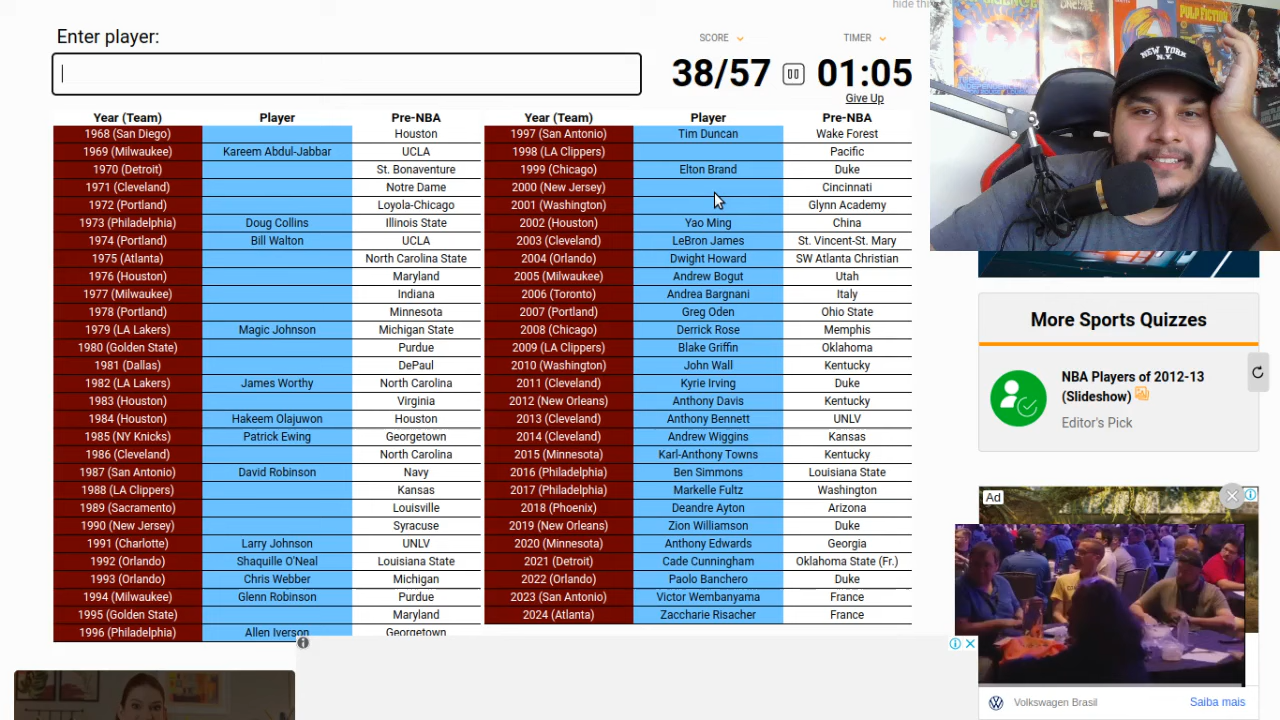 hide thi
Enter player:
SCORE
TIMER
38/57
01:05
Give Up
Year (Team) Player Pre-NBA
1968 (San Diego) Houston
1969 (Milwaukee) Kareem Abdul-Jabbar UCLA
1970 (Detroit) St. Bonaventure
1971 (Cleveland) Notre Dame
1972 (Portland) Loyola-Chicago
1973 (Philadelphia) Doug Collins Illinois State
1974 (Portland) Bill Walton UCLA
1975 (Atlanta) North Carolina State
1976 (Houston) Maryland
1977 (Milwaukee) Indiana
1978 (Portland) Minnesota
1979 (LA Lakers) Magic Johnson Michigan State
1980 (Golden State) Purdue
1981 (Dallas) DePaul
1982 (LA Lakers) James Worthy North Carolina
1983 (Houston) Virginia
1984 (Houston) Hakeem Olajuwon Houston
1985 (NY Knicks) Patrick Ewing Georgetown
1986 (Cleveland) North Carolina
1987 (San Antonio) David Robinson Navy
1988 (LA Clippers) Kansas
1989 (Sacramento) Louisville
1990 (New Jersey) Syracuse
1991 (Charlotte) Larry Johnson UNLV
1992 (Orlando) Shaquille O'Neal Louisiana State
1993 (Orlando) Chris Webber Michigan
1994 (Milwaukee) Glenn Robinson Purdue
1995 (Golden State) Maryland
1996 (Philadelphia) Allen Iverson Georgetown
Year (Team) Player Pre-NBA
1997 (San Antonio) Tim Duncan Wake Forest
1998 (LA Clippers) Pacific
1999 (Chicago) Elton Brand Duke
2000 (New Jersey) Cincinnati
2001 (Washington) Glynn Academy
2002 (Houston) Yao Ming China
2003 (Cleveland) LeBron James St. Vincent-St. Mary
2004 (Orlando) Dwight Howard SW Atlanta Christian
2005 (Milwaukee) Andrew Bogut Utah
2006 (Toronto) Andrea Bargnani Italy
2007 (Portland) Greg Oden Ohio State
2008 (Chicago) Derrick Rose Memphis
2009 (LA Clippers) Blake Griffin Oklahoma
2010 (Washington) John Wall Kentucky
2011 (Cleveland) Kyrie Irving Duke
2012 (New Orleans) Anthony Davis Kentucky
2013 (Cleveland) Anthony Bennett UNLV
2014 (Cleveland) Andrew Wiggins Kansas
2015 (Minnesota) Karl-Anthony Towns Kentucky
2016 (Philadelphia) Ben Simmons Louisiana State
2017 (Philadelphia) Markelle Fultz Washington
2018 (Phoenix) Deandre Ayton Arizona
2019 (New Orleans) Zion Williamson Duke
2020 (Minnesota) Anthony Edwards Georgia
2021 (Detroit) Cade Cunningham Oklahoma State (Fr.)
2022 (Orlando) Paolo Banchero Duke
2023 (San Antonio) Victor Wembanyama France
2024 (Atlanta) Zaccharie Risacher France
PULP FICTION
NEW YORK
N.Y.
More Sports Quizzes
NBA Players of 2012-13
(Slideshow)
Editor's Pick
Ad
Volkswagen Brasil
Saiba mais